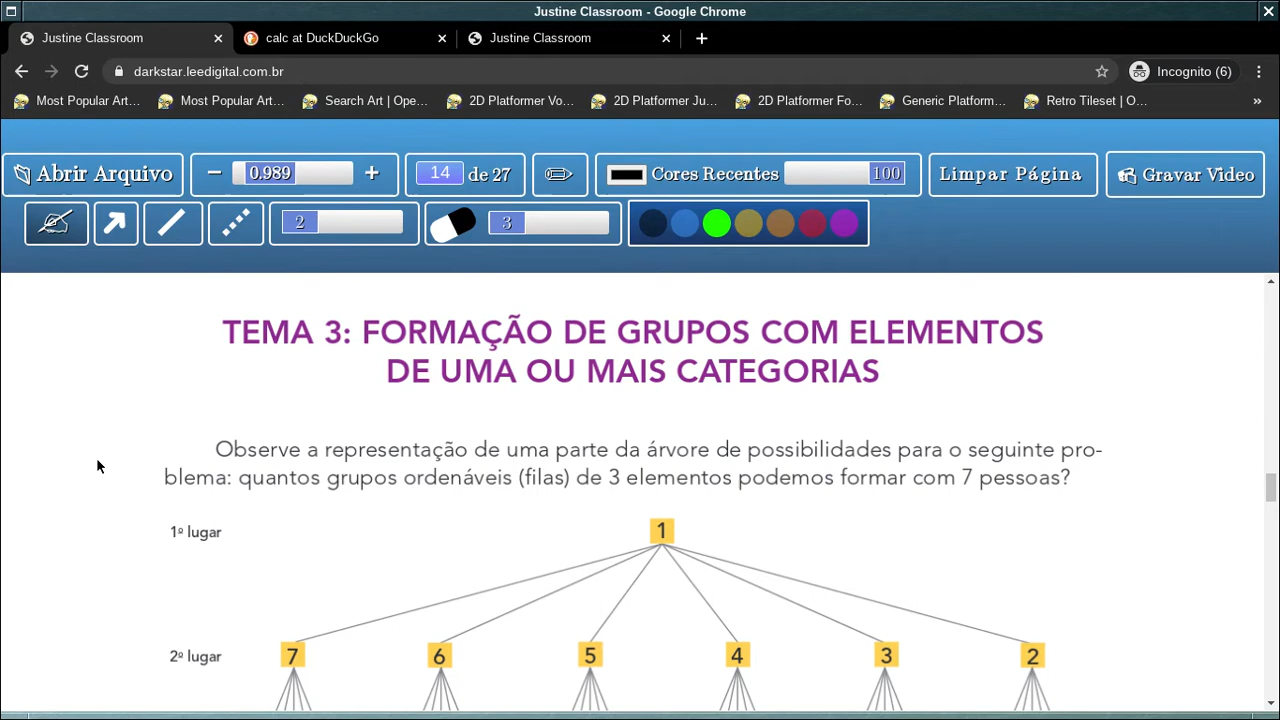 Justine Classroom - Google Chrome
Justine Classroom
calc at DuckDuckGo
Justine Classroom
darkstar.leedigital.com.br
Incognito (6)
Most Popular Art…
Most Popular Art…
Search Art | Ope…
2D Platformer Vo…
2D Platformer Ju…
2D Platformer Fo…
Generic Platform…
Retro Tileset | O…
»
Abrir Arquivo
− 0,989 +
14 de 27
Cores Recentes 100
Limpar Página
Gravar Video
2
3
TEMA 3: FORMAÇÃO DE GRUPOS COM ELEMENTOS
DE UMA OU MAIS CATEGORIAS
Observe a representação de uma parte da árvore de possibilidades para o seguinte pro-
blema: quantos grupos ordenáveis (filas) de 3 elementos podemos formar com 7 pessoas?
1º lugar
1
2º lugar
7 6 5 4 3 2